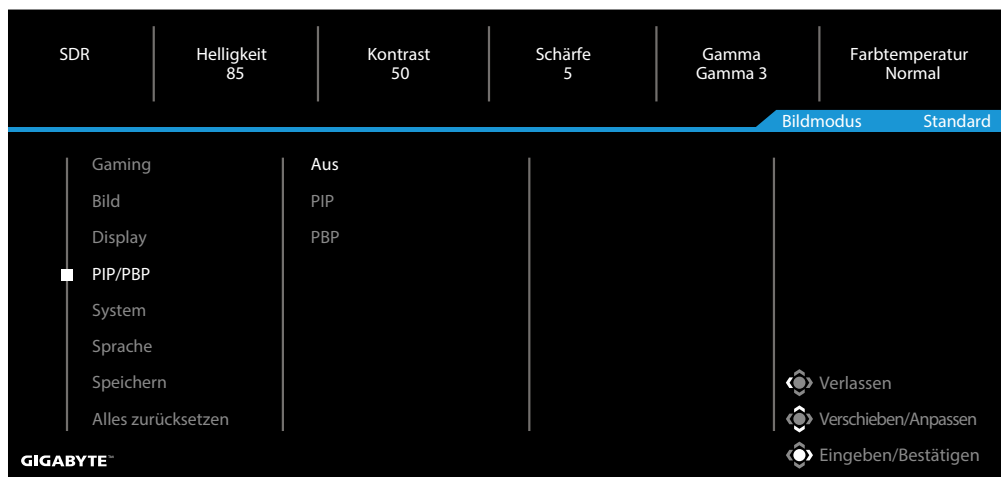 SDR
Helligkeit
85
Kontrast
50
Schärfe
5
Gamma
Gamma 3
Farbtemperatur
Normal
Bildmodus Standard
Gaming
Bild
Display
PIP/PBP
System
Sprache
Speichern
Alles zurücksetzen
Aus
PIP
PBP
Verlassen
Verschieben/Anpassen
Eingeben/Bestätigen
GIGABYTE™